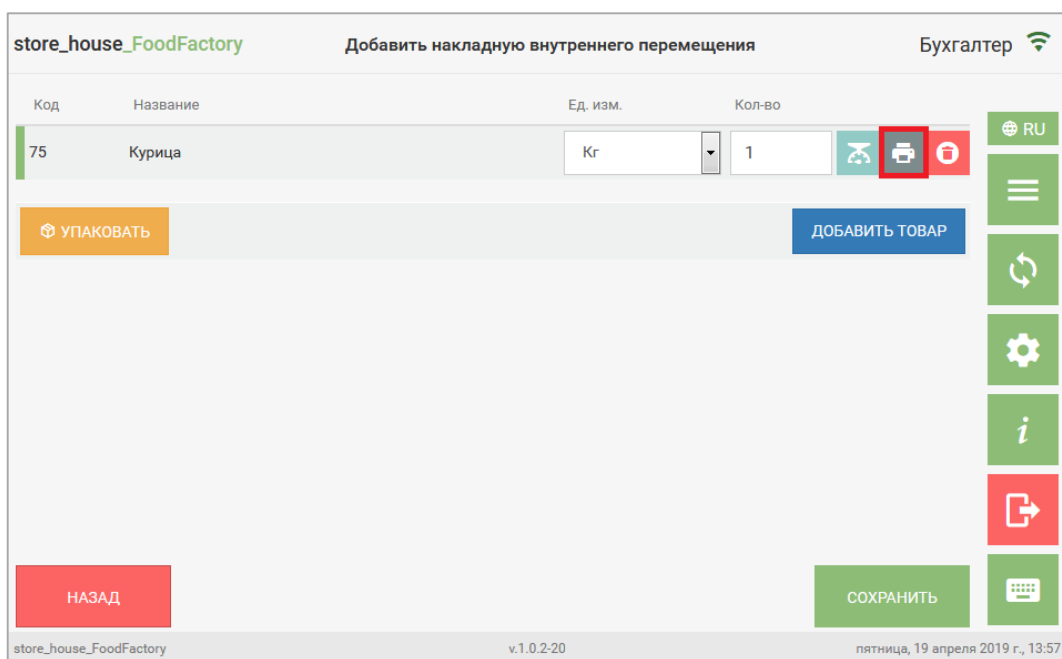 store_house_FoodFactory Добавить накладную внутреннего перемещения Бухгалтер
Код Название Ед. изм. Кол-во
RU
75 Курица Кг 1
УПАКОВАТЬ ДОБАВИТЬ ТОВАР
i
НАЗАД СОХРАНИТЬ
store_house_FoodFactory v.1.0.2-20 пятница, 19 апреля 2019 г., 13:57